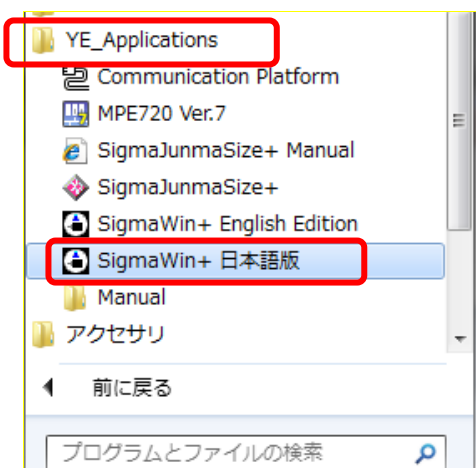 YE_Applications
Communication Platform
MPE720 Ver.7
SigmaJunmaSize+ Manual
SigmaJunmaSize+
SigmaWin+ English Edition
SigmaWin+ 日本語版
Manual
アクセサリ
前に戻る
プログラムとファイルの検索